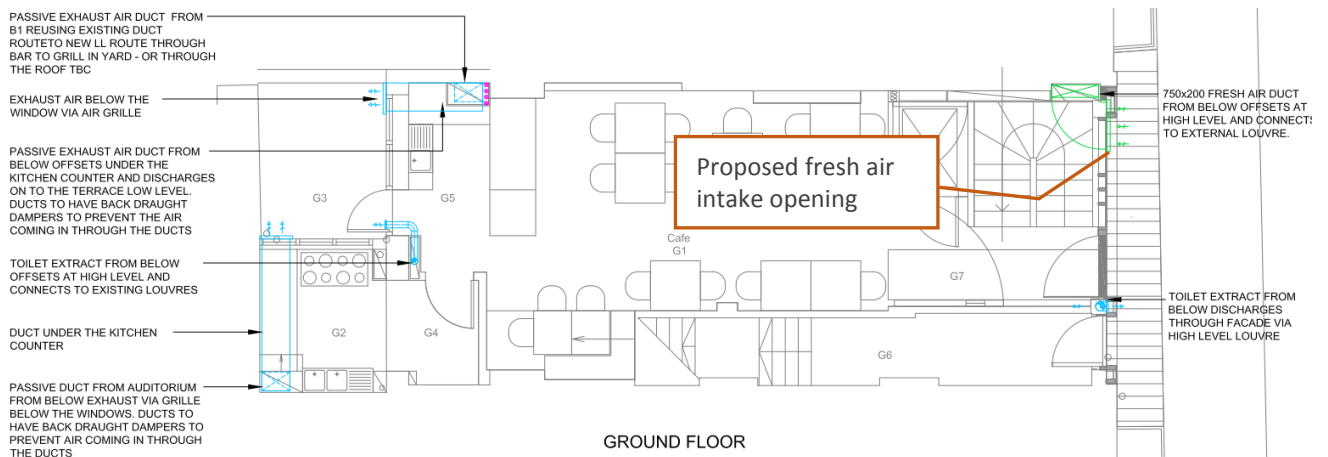 PASSIVE EXHAUST AIR DUCT FROM
B1 REUSING EXISTING DUCT
ROUTETO NEW LL ROUTE THROUGH
BAR TO GRILL IN YARD - OR THROUGH
THE ROOF TBC
EXHAUST AIR BELOW THE
WINDOW VIA AIR GRILLE
PASSIVE EXHAUST AIR DUCT FROM
BELOW OFFSETS UNDER THE
KITCHEN COUNTER AND DISCHARGES
ON TO THE TERRACE LOW LEVEL.
DUCTS TO HAVE BACK DRAUGHT
DAMPERS TO PREVENT THE AIR
COMING IN THROUGH THE DUCTS
TOILET EXTRACT FROM BELOW
OFFSETS AT HIGH LEVEL AND
CONNECTS TO EXISTING LOUVRES
DUCT UNDER THE KITCHEN
COUNTER
PASSIVE DUCT FROM AUDITORIUM
FROM BELOW EXHAUST VIA GRILLE
BELOW THE WINDOWS. DUCTS TO
HAVE BACK DRAUGHT DAMPERS TO
PREVENT AIR COMING IN THROUGH
THE DUCTS
G3
G5
G2
G4
Proposed fresh air
intake opening
Cafe
G1
G7
G6
750x200 FRESH AIR DUCT
FROM BELOW OFFSETS AT
HIGH LEVEL AND CONNECTS
TO EXTERNAL LOUVRE.
TOILET EXTRACT FROM
BELOW DISCHARGES
THROUGH FACADE VIA
HIGH LEVEL LOUVRE
GROUND FLOOR